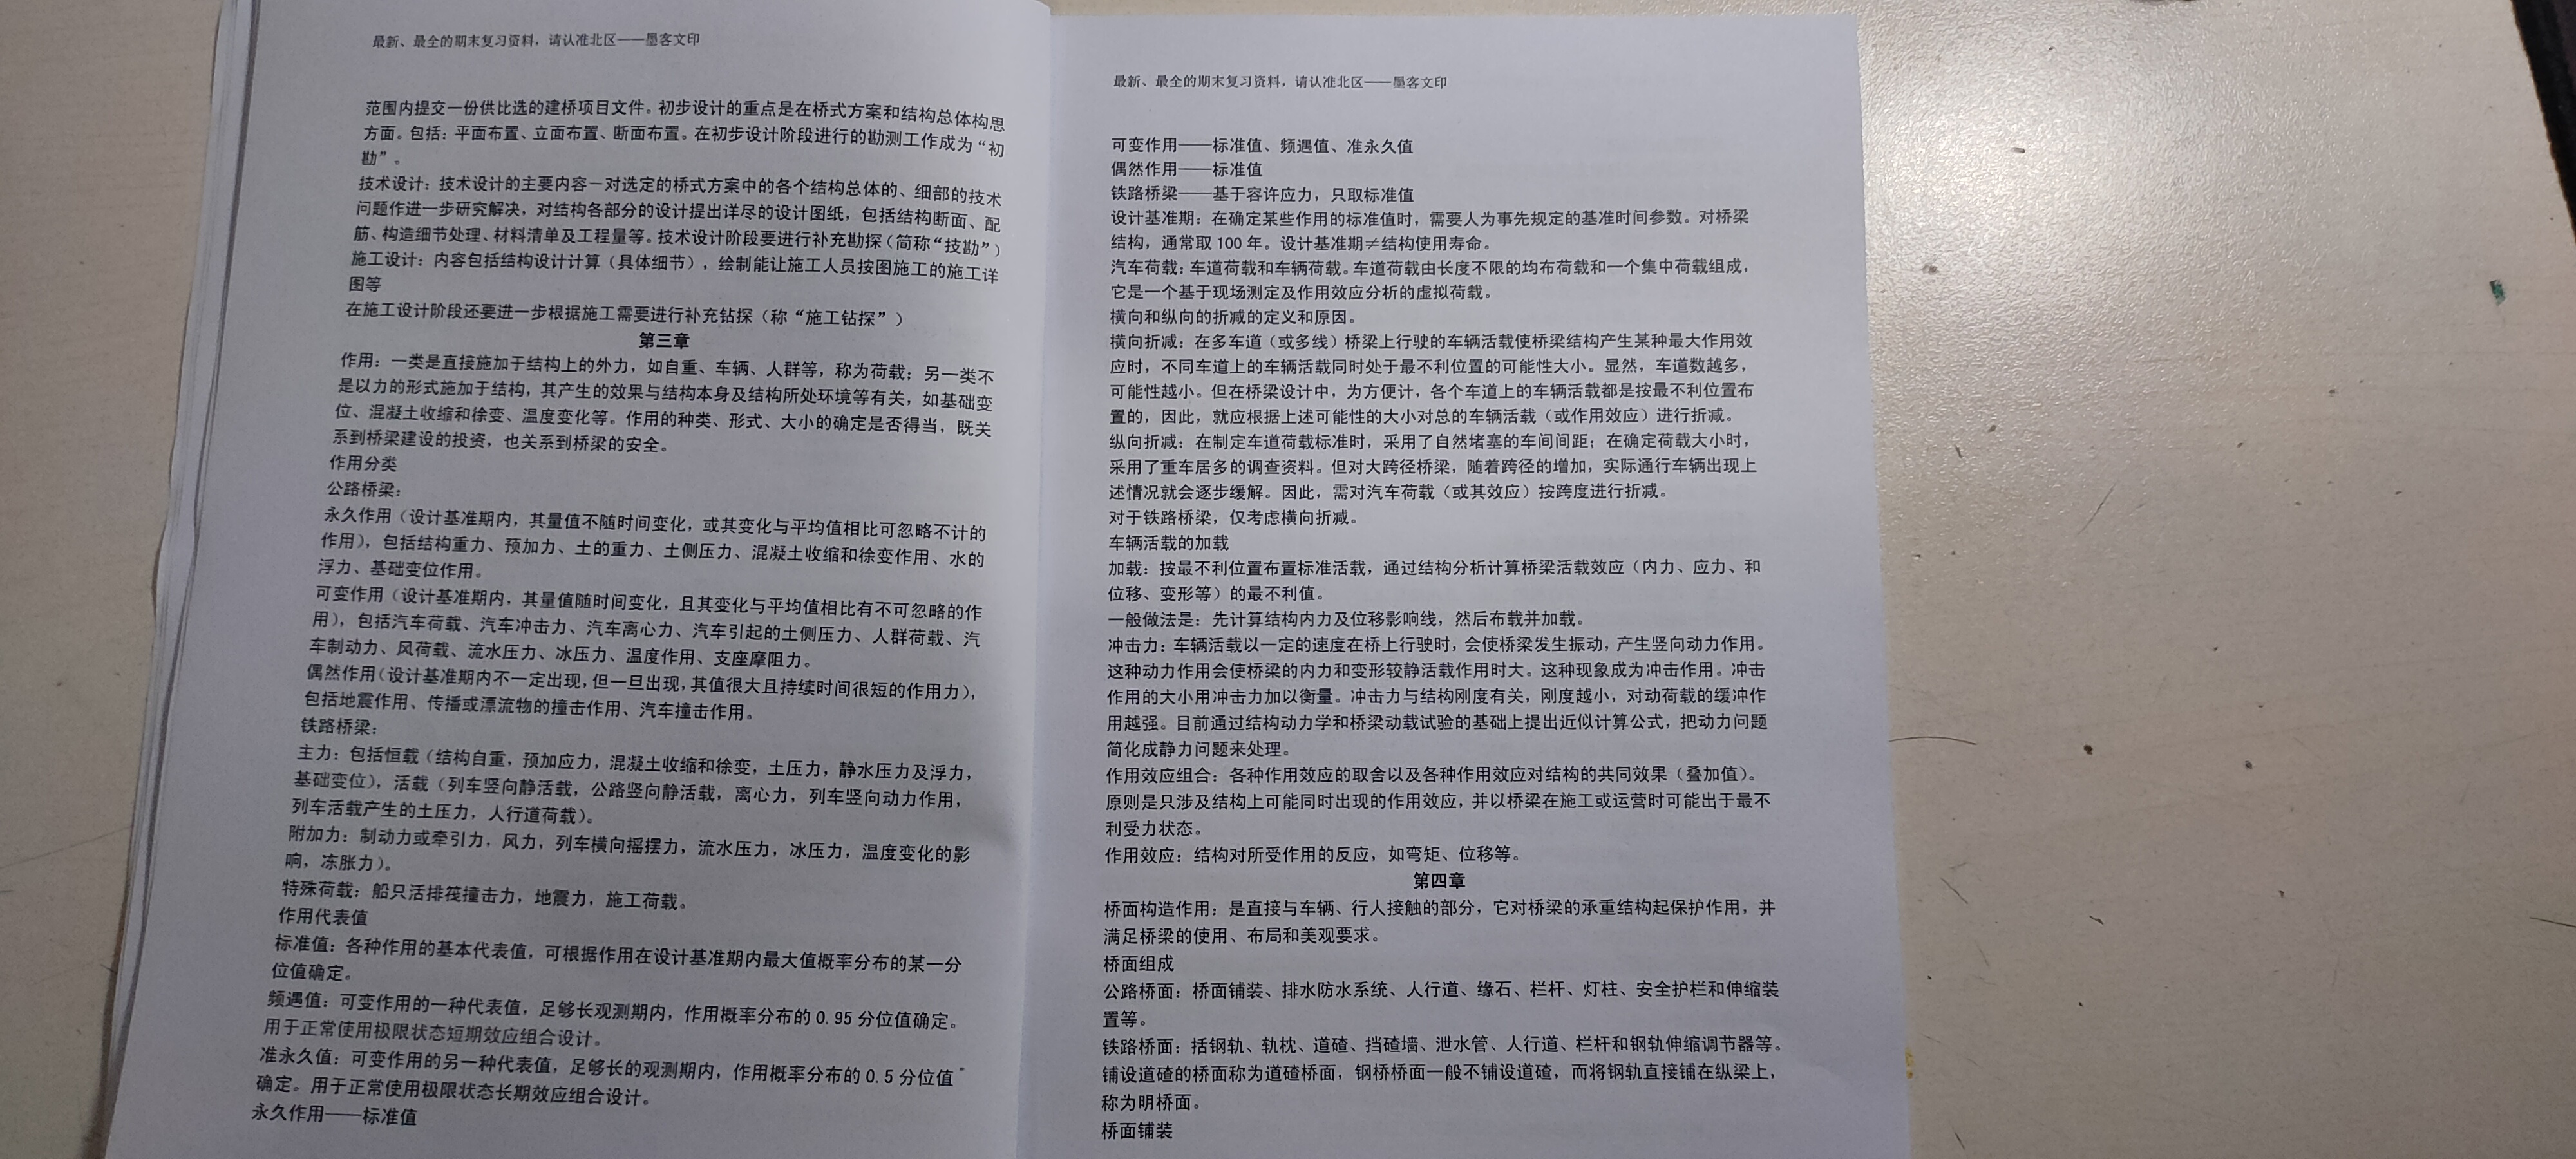 最新、最全的期末复习资料，请认准北区——墨客文印
范围内提交一份供比选的建桥项目文件。初步设计的重点是在桥式方案和结构总体构思
方面。包括：平面布置、立面布置、断面布置。在初步设计阶段进行的勘测工作成为“初
勘”。
技术设计：技术设计的主要内容－对选定的桥式方案中的各个结构总体的、细部的技术
问题作进一步研究解决，对结构各部分的设计提出详尽的设计图纸，包括结构断面、配
筋、构造细节处理、材料清单及工程量等。技术设计阶段要进行补充勘探（简称“技勘”）
施工设计：内容包括结构设计计算（具体细节），绘制能让施工人员按图施工的施工详
图等
在施工设计阶段还要进一步根据施工需要进行补充钻探（称“施工钻探”）
第三章
作用：一类是直接施加于结构上的外力，如自重、车辆、人群等，称为荷载；另一类不
是以力的形式施加于结构，其产生的效果与结构本身及结构所处环境等有关，如基础变
位、混凝土收缩和徐变、温度变化等。作用的种类、形式、大小的确定是否得当，既关
系到桥梁建设的投资，也关系到桥梁的安全。
作用分类
公路桥梁：
永久作用（设计基准期内，其量值不随时间变化，或其变化与平均值相比可忽略不计的
作用），包括结构重力、预加力、土的重力、土侧压力、混凝土收缩和徐变作用、水的
浮力、基础变位作用。
可变作用（设计基准期内，其量值随时间变化，且其变化与平均值相比有不可忽略的作
用），包括汽车荷载、汽车冲击力、汽车离心力、汽车引起的土侧压力、人群荷载、汽
车制动力、风荷载、流水压力、冰压力、温度作用、支座摩阻力。
偶然作用（设计基准期内不一定出现，但一旦出现，其值很大且持续时间很短的作用力），
包括地震作用、传播或漂流物的撞击作用、汽车撞击作用。
铁路桥梁：
主力：包括恒载（结构自重，预加应力，混凝土收缩和徐变，土压力，静水压力及浮力，
基础变位），活载（列车竖向静活载，公路竖向静活载，离心力，列车竖向动力作用，
列车活载产生的土压力，人行道荷载）。
附加力：制动力或牵引力，风力，列车横向摇摆力，流水压力，冰压力，温度变化的影
响，冻胀力）。
特殊荷载：船只活排筏撞击力，地震力，施工荷载。
作用代表值
标准值：各种作用的基本代表值，可根据作用在设计基准期内最大值概率分布的某一分
位值确定。
频遇值：可变作用的一种代表值，足够长观测期内，作用概率分布的 0.95 分位值确定。
用于正常使用极限状态短期效应组合设计。
准永久值：可变作用的另一种代表值，足够长的观测期内，作用概率分布的 0.5 分位值
确定。用于正常使用极限状态长期效应组合设计。
永久作用——标准值
最新、最全的期末复习资料，请认准北区——墨客文印
可变作用——标准值、频遇值、准永久值
偶然作用——标准值
铁路桥梁——基于容许应力，只取标准值
设计基准期：在确定某些作用的标准值时，需要人为事先规定的基准时间参数。对桥梁
结构，通常取 100 年。设计基准期≠结构使用寿命。
汽车荷载：车道荷载和车辆荷载。车道荷载由长度不限的均布荷载和一个集中荷载组成，
它是一个基于现场测定及作用效应分析的虚拟荷载。
横向和纵向的折减的定义和原因。
横向折减：在多车道（或多线）桥梁上行驶的车辆活载使桥梁结构产生某种最大作用效
应时，不同车道上的车辆活载同时处于最不利位置的可能性大小。显然，车道数越多，
可能性越小。但在桥梁设计中，为方便计，各个车道上的车辆活载都是按最不利位置布
置的，因此，就应根据上述可能性的大小对总的车辆活载（或作用效应）进行折减。
纵向折减：在制定车道荷载标准时，采用了自然堵塞的车间间距；在确定荷载大小时，
采用了重车居多的调查资料。但对大跨径桥梁，随着跨径的增加，实际通行车辆出现上
述情况就会逐步缓解。因此，需对汽车荷载（或其效应）按跨度进行折减。
对于铁路桥梁，仅考虑横向折减。
车辆活载的加载
加载：按最不利位置布置标准活载，通过结构分析计算桥梁活载效应（内力、应力、和
位移、变形等）的最不利值。
一般做法是：先计算结构内力及位移影响线，然后布载并加载。
冲击力：车辆活载以一定的速度在桥上行驶时，会使桥梁发生振动，产生竖向动力作用。
这种动力作用会使桥梁的内力和变形较静活载作用时大。这种现象成为冲击作用。冲击
作用的大小用冲击力加以衡量。冲击力与结构刚度有关，刚度越小，对动荷载的缓冲作
用越强。目前通过结构动力学和桥梁动载试验的基础上提出近似计算公式，把动力问题
简化成静力问题来处理。
作用效应组合：各种作用效应的取舍以及各种作用效应对结构的共同效果（叠加值）。
原则是只涉及结构上可能同时出现的作用效应，并以桥梁在施工或运营时可能出于最不
利受力状态。
作用效应：结构对所受作用的反应，如弯矩、位移等。
第四章
桥面构造作用：是直接与车辆、行人接触的部分，它对桥梁的承重结构起保护作用，并
满足桥梁的使用、布局和美观要求。
桥面组成
公路桥面：桥面铺装、排水防水系统、人行道、缘石、栏杆、灯柱、安全护栏和伸缩装
置等。
铁路桥面：括钢轨、轨枕、道碴、挡碴墙、泄水管、人行道、栏杆和钢轨伸缩调节器等。
铺设道碴的桥面称为道碴桥面，钢桥桥面一般不铺设道碴，而将钢轨直接铺在纵梁上，
称为明桥面。
桥面铺装